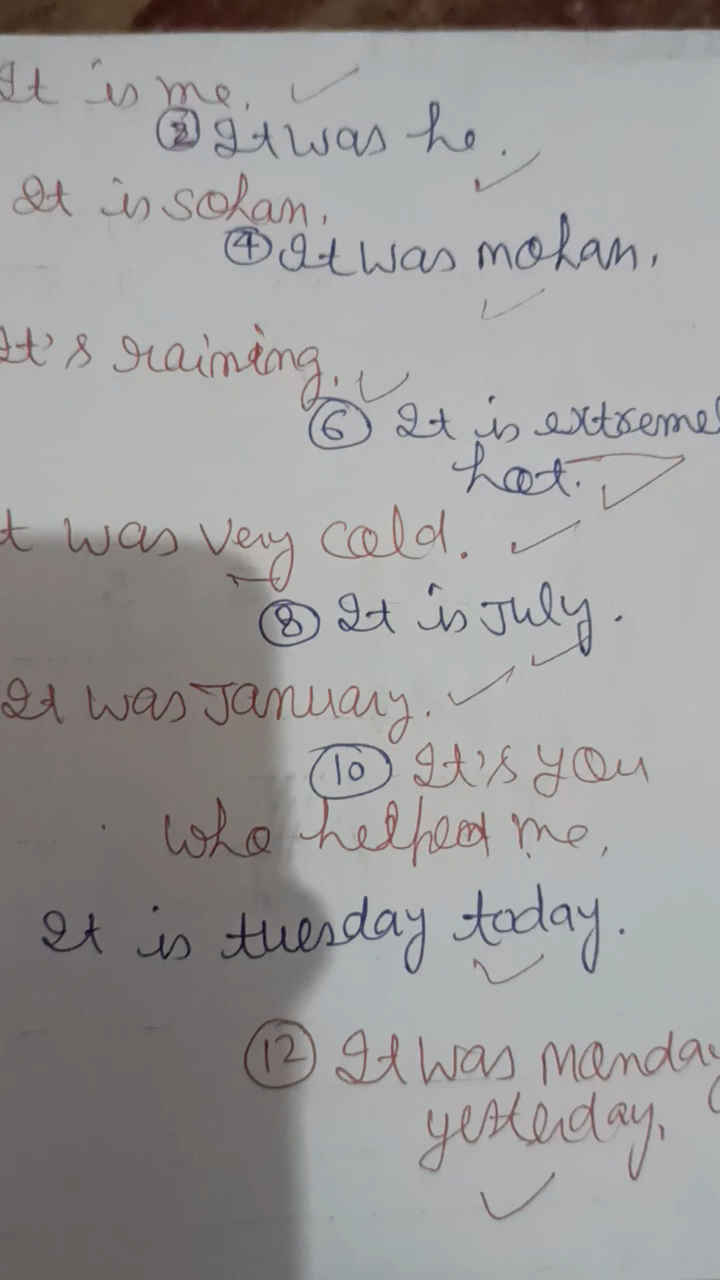 It is me.
② It was he.
It is sohan.
④ It was mohan.
It's raining.
⑥ It is extreme
hot.
t was very cold.
⑧ It is July.
It was January.
⑩ It's you
who helped me.
It is tuesday today.
⑫ It was monday
yesterday.